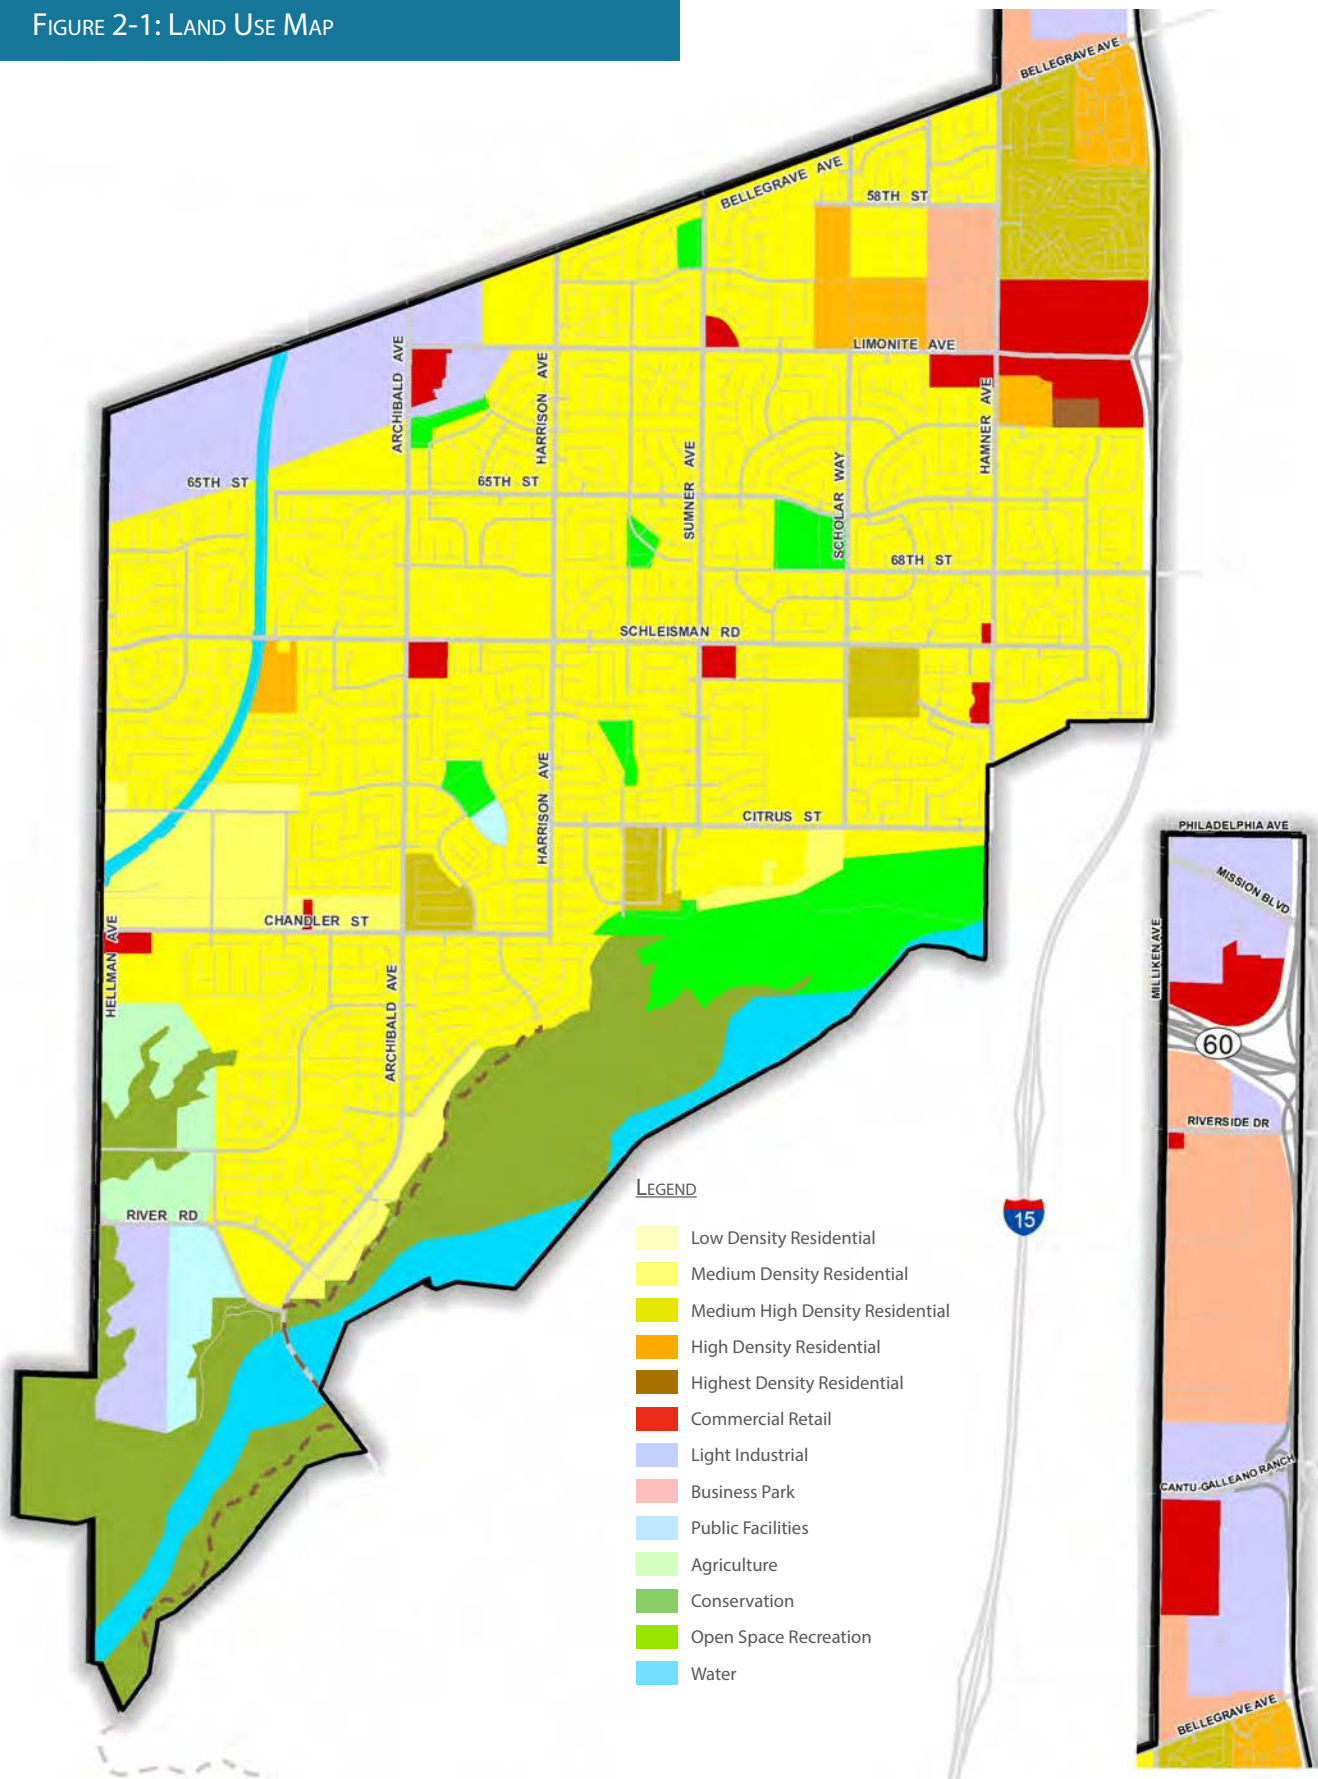 FIGURE 2-1: LAND USE MAP
BELLEGRAVE AVE
BELLEGRAVE AVE
58TH ST
LIMONITE AVE
ARCHIBALD AVE
HARRISON AVE
HAMNER AVE
SUMNER AVE
SCHOLAR WAY
65TH ST
65TH ST
68TH ST
SCHLEISMAN RD
HARRISON AVE
CITRUS ST
PHILADELPHIA AVE
MISSION BLVD
MILLIKEN AVE
CHANDLER ST
HELLMAN AVE
ARCHIBALD AVE
60
RIVERSIDE DR
RIVER RD
15
LEGEND
Low Density Residential
Medium Density Residential
Medium High Density Residential
High Density Residential
Highest Density Residential
Commercial Retail
Light Industrial
Business Park
Public Facilities
Agriculture
Conservation
Open Space Recreation
Water
CANTU-GALLEANO RANCH
BELLEGRAVE AVE